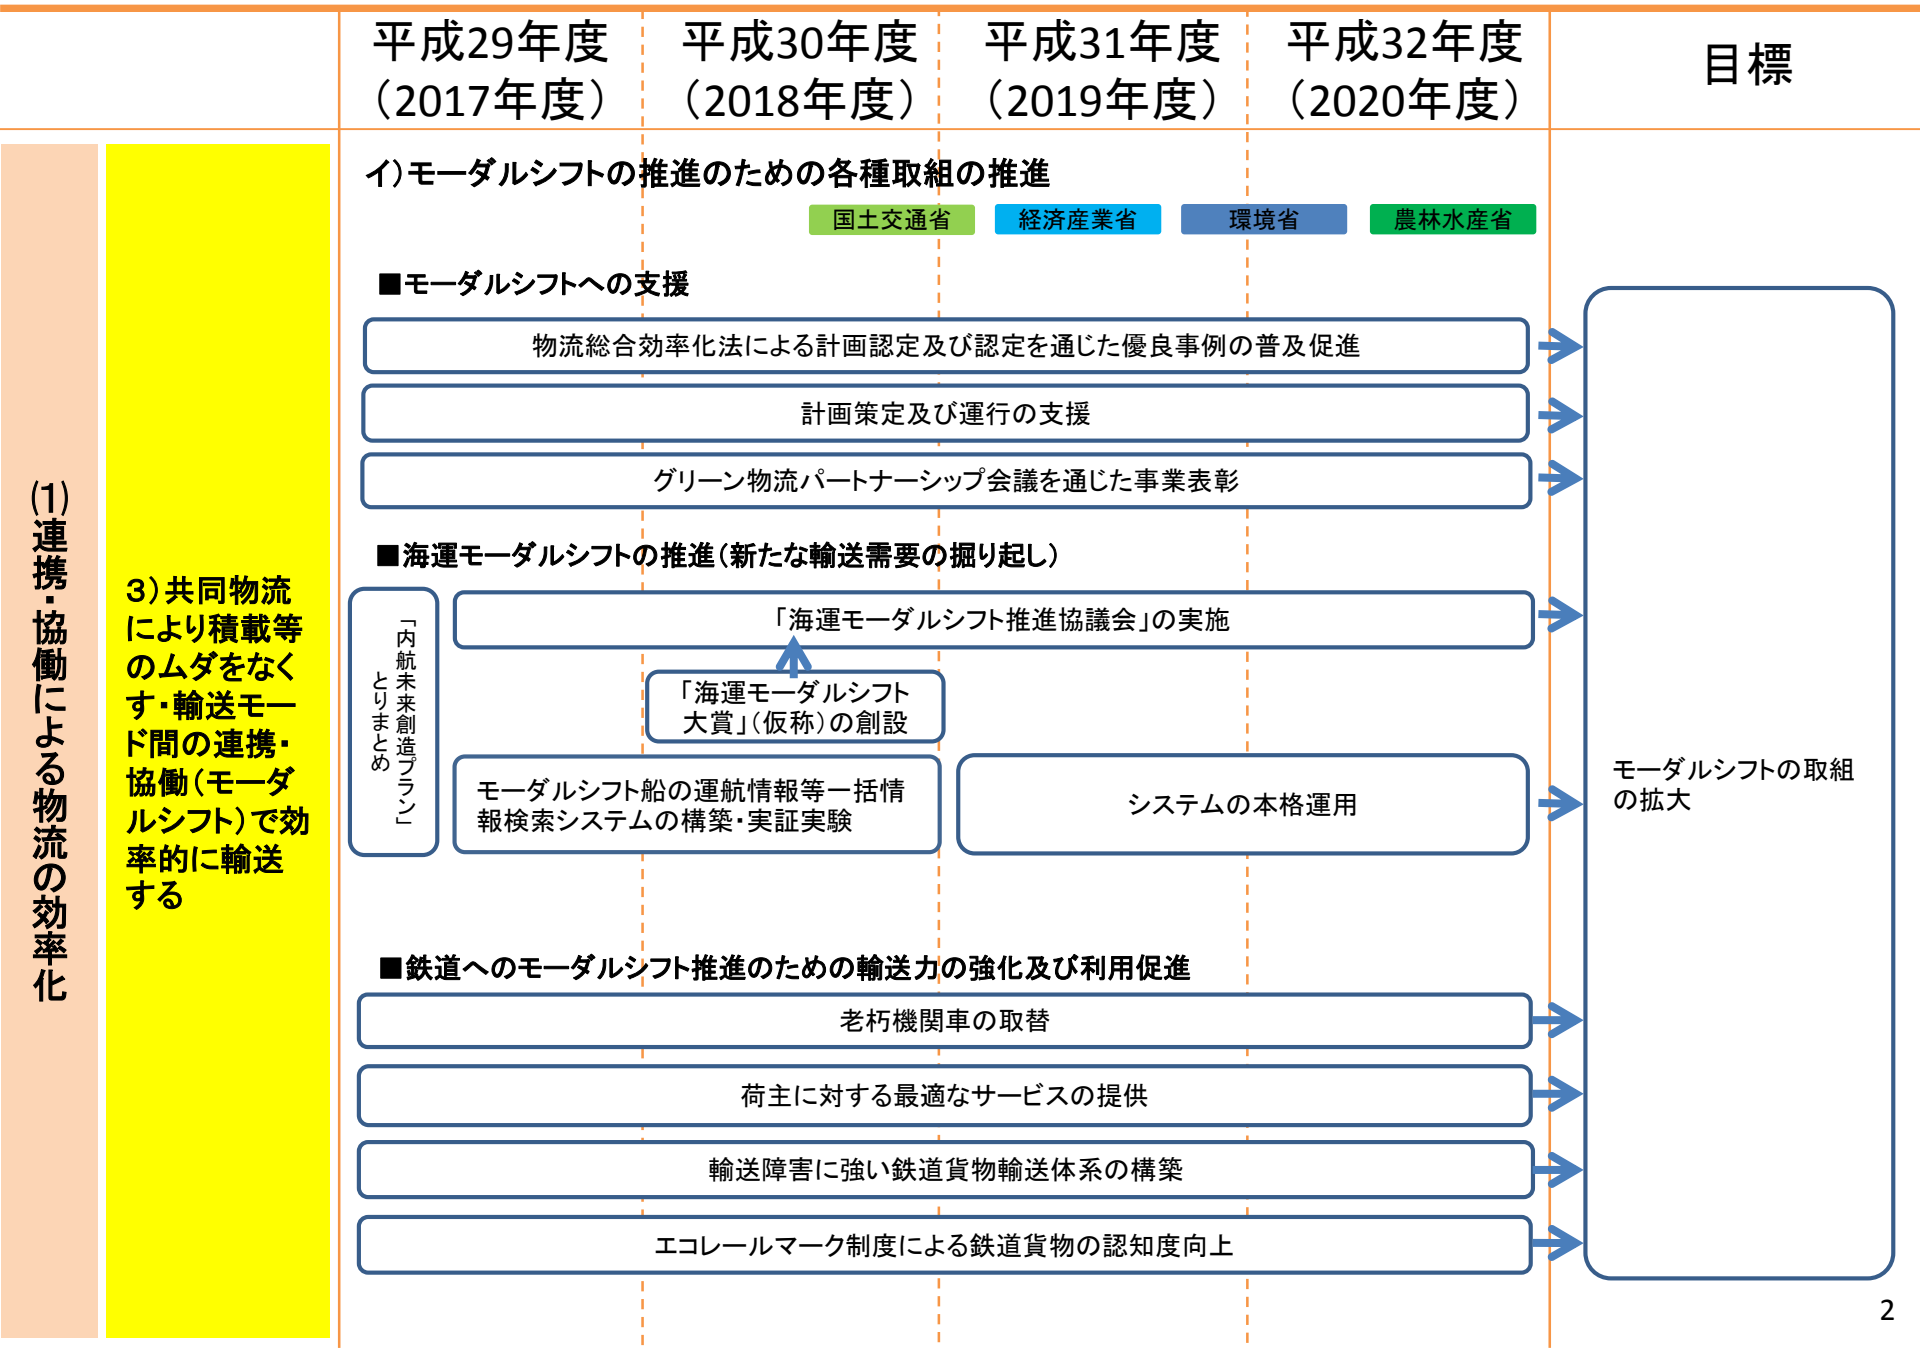 平成29年度
（2017年度）
平成30年度
（2018年度）
平成31年度
（2019年度）
平成32年度
（2020年度）
目標
(1)連携・協働による物流の効率化
３）共同物流
により積載等
のムダをなく
す・輸送モー
ド間の連携・
協働（モーダ
ルシフト）で効
率的に輸送
する
イ）モーダルシフトの推進のための各種取組の推進
国土交通省
経済産業省
環境省
農林水産省
■モーダルシフトへの支援
物流総合効率化法による計画認定及び認定を通じた優良事例の普及促進
計画策定及び運行の支援
グリーン物流パートナーシップ会議を通じた事業表彰
■海運モーダルシフトの推進（新たな輸送需要の掘り起し）
「内航未来創造プラン」
とりまとめ
「海運モーダルシフト推進協議会」の実施
「海運モーダルシフト
大賞」（仮称）の創設
モーダルシフト船の運航情報等一括情
報検索システムの構築・実証実験
システムの本格運用
■鉄道へのモーダルシフト推進のための輸送力の強化及び利用促進
老朽機関車の取替
荷主に対する最適なサービスの提供
輸送障害に強い鉄道貨物輸送体系の構築
エコレールマーク制度による鉄道貨物の認知度向上
モーダルシフトの取組
の拡大
2